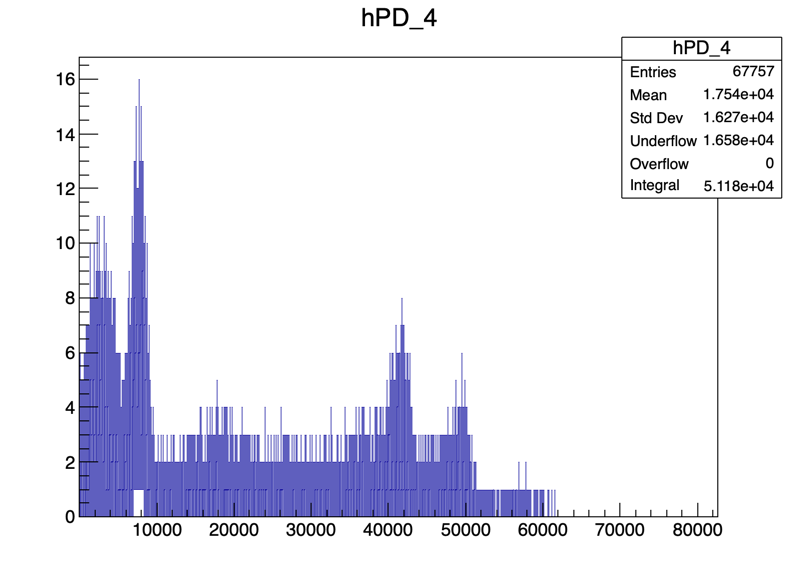 hPD_4
hPD_4
Entries 67757
Mean 1.754e+04
Std Dev 1.627e+04
Underflow 1.658e+04
Overflow 0
Integral 5.118e+04
16
14
12
10
8
6
4
2
0
10000 20000 30000 40000 50000 60000 70000 80000